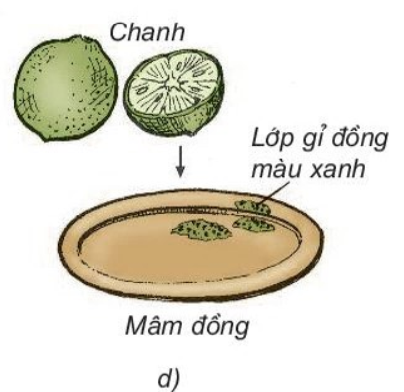 Chanh
Lớp gỉ đồng
màu xanh
Mâm đồng
d)